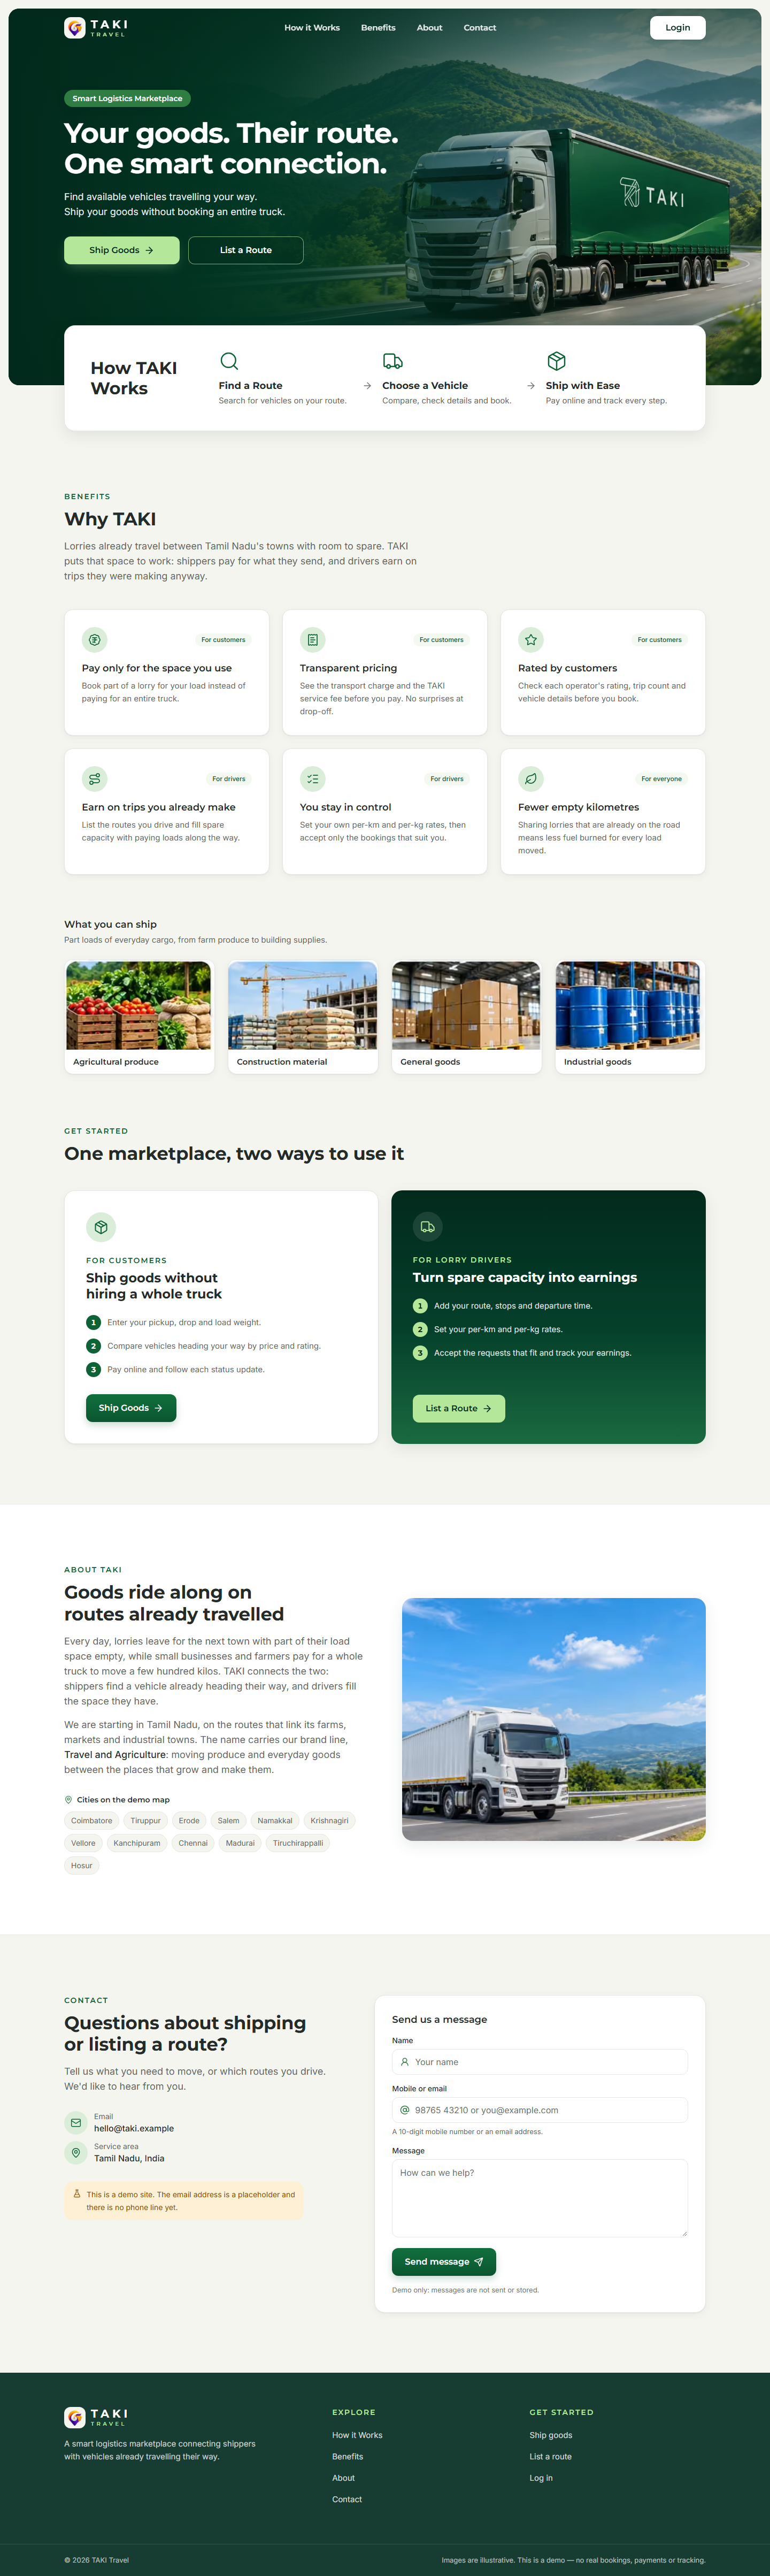 TAKI
TRAVEL
How it Works
Benefits
About
Contact
Login
Smart Logistics Marketplace
Your goods. Their route.
One smart connection.
Find available vehicles travelling your way.
Ship your goods without booking an entire truck.
Ship Goods
List a Route
TAKI
How TAKI
Works
Find a Route
Search for vehicles on your route.
Choose a Vehicle
Compare, check details and book.
Ship with Ease
Pay online and track every step.
BENEFITS
Why TAKI
Lorries already travel between Tamil Nadu's towns with room to spare. TAKI
puts that space to work: shippers pay for what they send, and drivers earn on
trips they were making anyway.
For customers
Pay only for the space you use
Book part of a lorry for your load instead of
paying for an entire truck.
For customers
Transparent pricing
See the transport charge and the TAKI
service fee before you pay. No surprises at
drop-off.
For customers
Rated by customers
Check each operator's rating, trip count and
vehicle details before you book.
For drivers
Earn on trips you already make
List the routes you drive and fill spare
capacity with paying loads along the way.
For drivers
You stay in control
Set your own per-km and per-kg rates, then
accept only the bookings that suit you.
For everyone
Fewer empty kilometres
Sharing lorries that are already on the road
means less fuel burned for every load
moved.
What you can ship
Part loads of everyday cargo, from farm produce to building supplies.
Agricultural produce
Construction material
General goods
Industrial goods
GET STARTED
One marketplace, two ways to use it
FOR CUSTOMERS
Ship goods without
hiring a whole truck
1 Enter your pickup, drop and load weight.
2 Compare vehicles heading your way by price and rating.
3 Pay online and follow each status update.
Ship Goods
FOR LORRY DRIVERS
Turn spare capacity into earnings
1 Add your route, stops and departure time.
2 Set your per-km and per-kg rates.
3 Accept the requests that fit and track your earnings.
List a Route
ABOUT TAKI
Goods ride along on
routes already travelled
Every day, lorries leave for the next town with part of their load
space empty, while small businesses and farmers pay for a whole
truck to move a few hundred kilos. TAKI connects the two:
shippers find a vehicle already heading their way, and drivers fill
the space they have.
We are starting in Tamil Nadu, on the routes that link its farms,
markets and industrial towns. The name carries our brand line,
Travel and Agriculture: moving produce and everyday goods
between the places that grow and make them.
Cities on the demo map
Coimbatore
Tiruppur
Erode
Salem
Namakkal
Krishnagiri
Vellore
Kanchipuram
Chennai
Madurai
Tiruchirappalli
Hosur
CONTACT
Questions about shipping
or listing a route?
Tell us what you need to move, or which routes you drive.
We'd like to hear from you.
Email
hello@taki.example
Service area
Tamil Nadu, India
This is a demo site. The email address is a placeholder and
there is no phone line yet.
Send us a message
Name
Your name
Mobile or email
98765 43210 or you@example.com
A 10-digit mobile number or an email address.
Message
How can we help?
Send message
Demo only: messages are not sent or stored.
TAKI
TRAVEL
A smart logistics marketplace connecting shippers
with vehicles already travelling their way.
EXPLORE
How it Works
Benefits
About
Contact
GET STARTED
Ship goods
List a route
Log in
© 2026 TAKI Travel
Images are illustrative. This is a demo — no real bookings, payments or tracking.